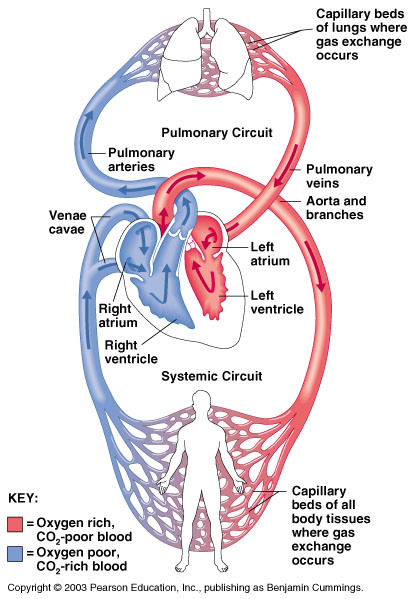 Capillary beds
of lungs where
gas exchange
occurs
Pulmonary Circuit
Pulmonary
arteries
Pulmonary
veins
Aorta and
branches
Venae
cavae
Left
atrium
Left
ventricle
Right
atrium
Right
ventricle
Systemic Circuit
KEY:
= Oxygen rich,
CO₂-poor blood
= Oxygen poor,
CO₂-rich blood
Capillary
beds of all
body tissues
where gas
exchange
occurs
Copyright © 2003 Pearson Education, Inc., publishing as Benjamin Cummings.